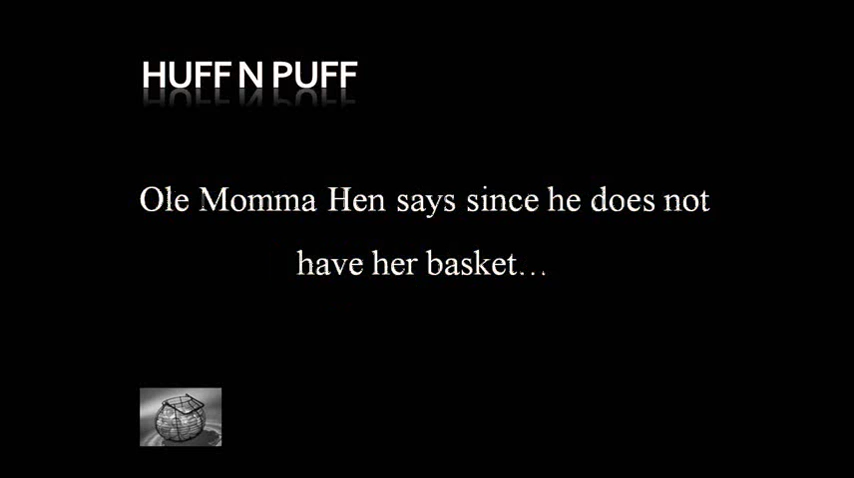 HUFF N PUFF
Ole Momma Hen says since he does not
have her basket…